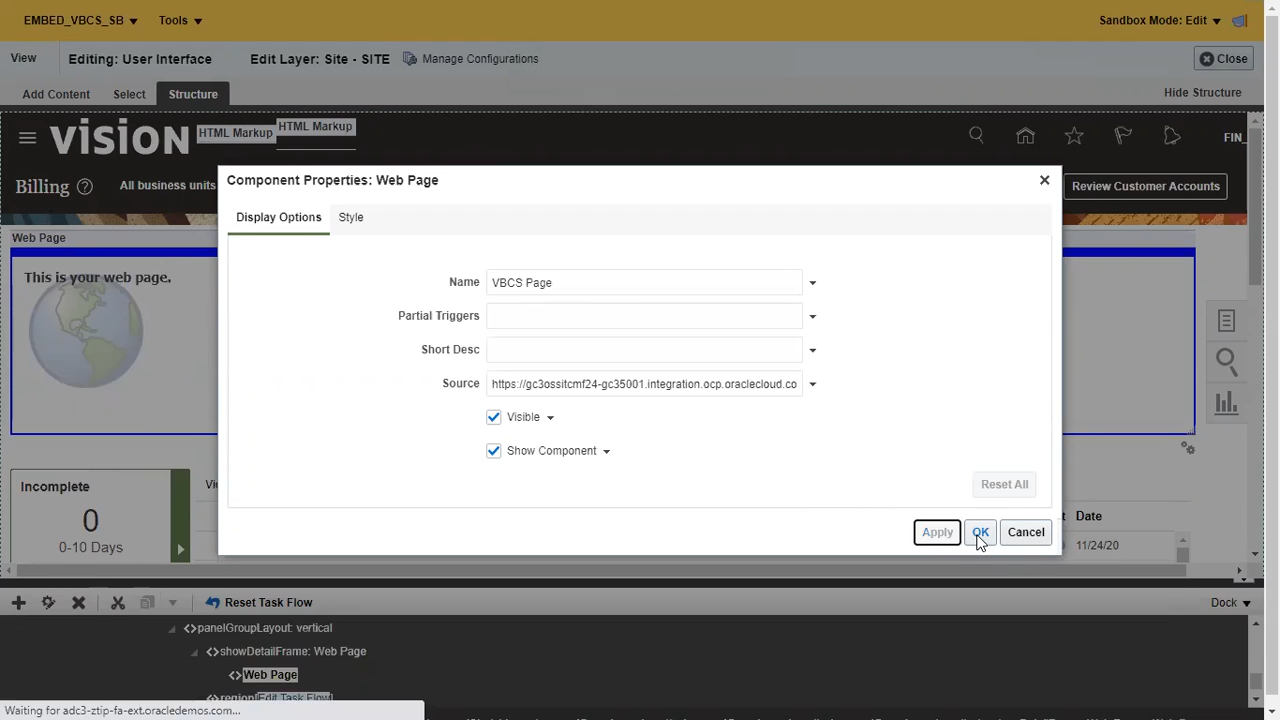 EMBED_VBCS_SB
Tools
Sandbox Mode: Edit
View
Editing: User Interface
Edit Layer: Site - SITE
Manage Configurations
Close
Add Content
Select
Structure
Hide Structure
vision
HTML Markup
HTML Markup
FIN_
Billing
?
All business units
Review Customer Accounts
Component Properties: Web Page
Display Options
Style
Web Page
This is your web page.
Name
VBCS Page
Partial Triggers
Short Desc
Source
https://gc3ossitcmf24-gc35001.integration.ocp.oraclecloud.co
Visible
Show Component
Reset All
Apply
OK
Cancel
Incomplete
0
0-10 Days
Vi
t
Date
11/24/20
Reset Task Flow
Dock
<>panelGroupLayout: vertical
<>showDetailFrame: Web Page
<>Web Page
<>region
Edit Task Flow
Waiting for adc3-ztip-fa-ext.oracledemos.com...